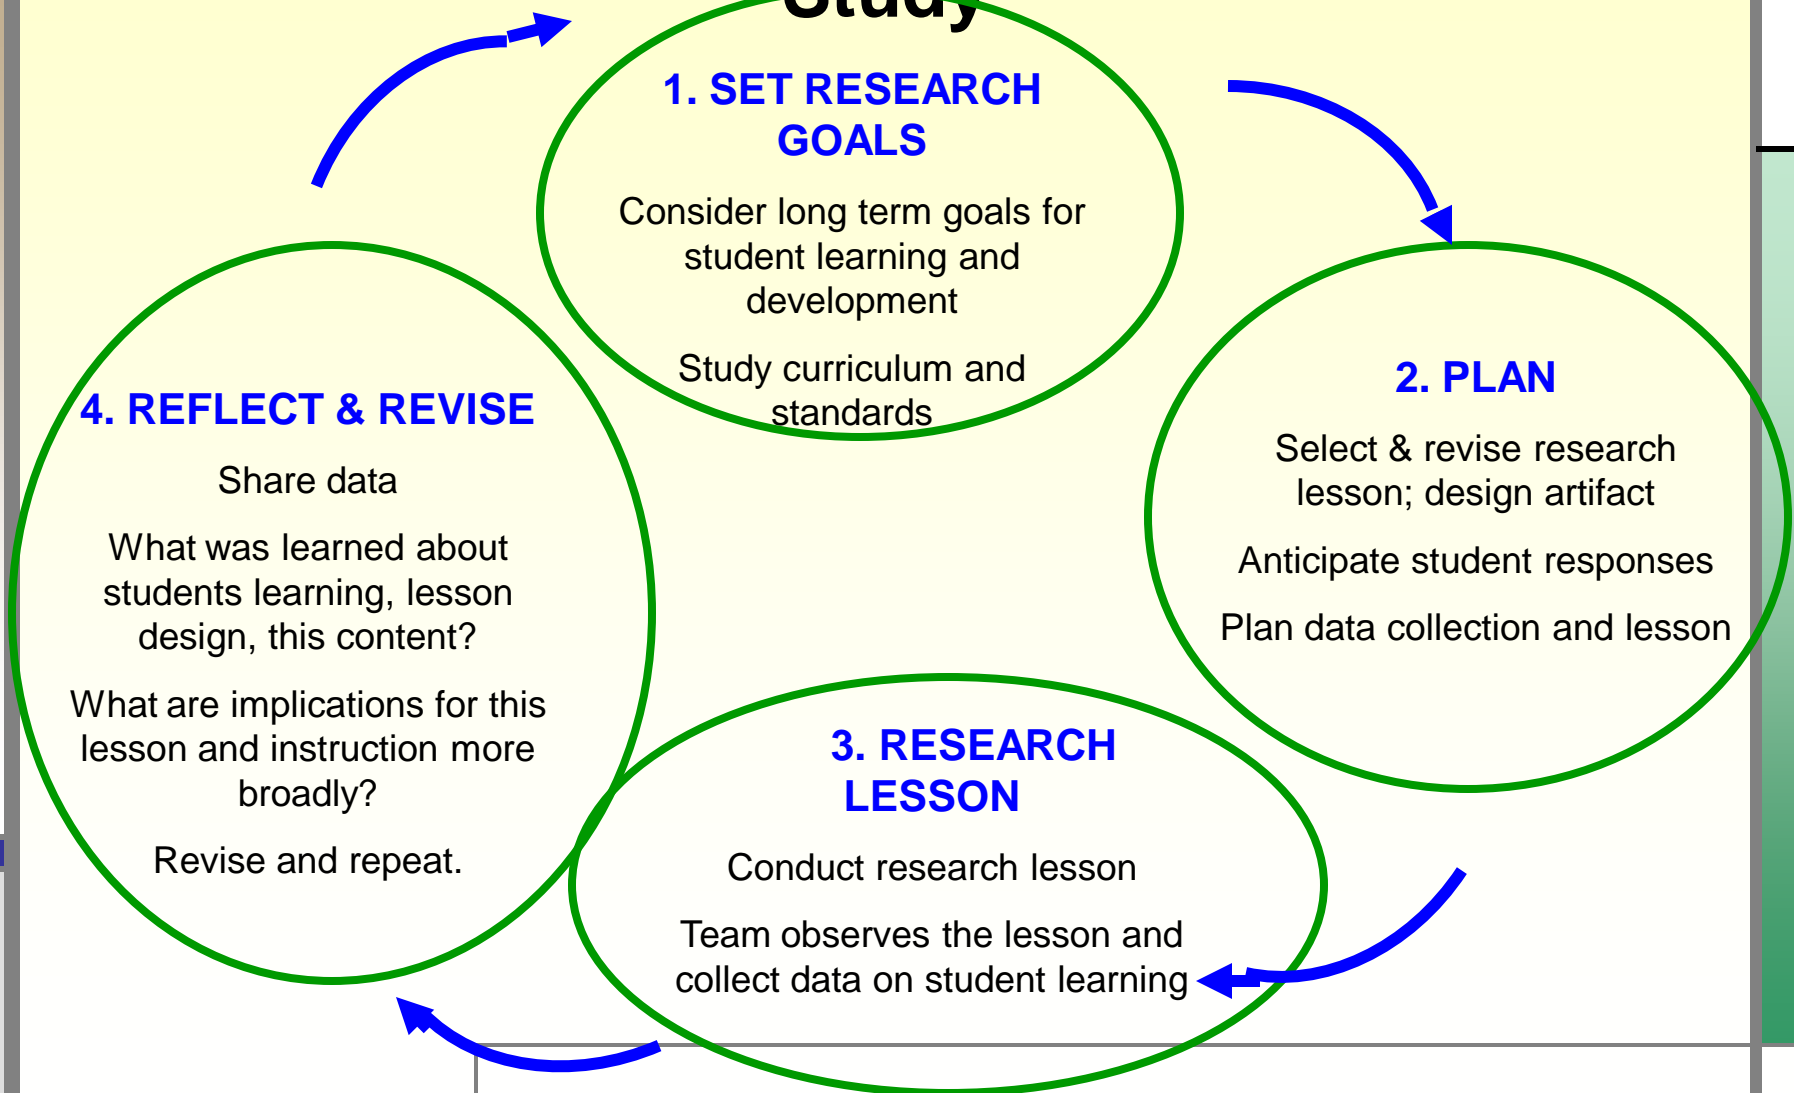 Study
1. SET RESEARCH
GOALS
Consider long term goals for
student learning and
development
Study curriculum and
standards
2. PLAN
Select & revise research
lesson; design artifact
Anticipate student responses
Plan data collection and lesson
3. RESEARCH
LESSON
Conduct research lesson
Team observes the lesson and
collect data on student learning
4. REFLECT & REVISE
Share data
What was learned about
students learning, lesson
design, this content?
What are implications for this
lesson and instruction more
broadly?
Revise and repeat.